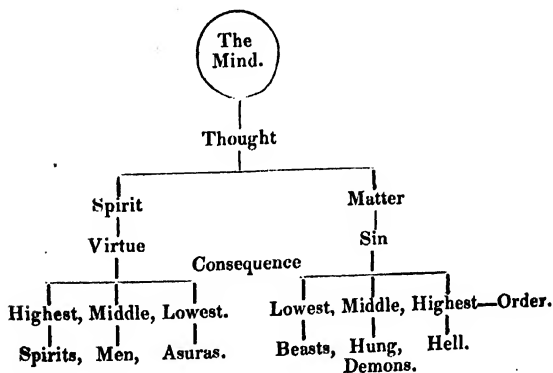 The
Mind.
Thought
Spirit Matter
Virtue Sin
Consequence
Highest, Middle, Lowest. Lowest, Middle, Highest—Order.
Spirits, Men, Asuras. Beasts, Hung, Hell.
Demons.